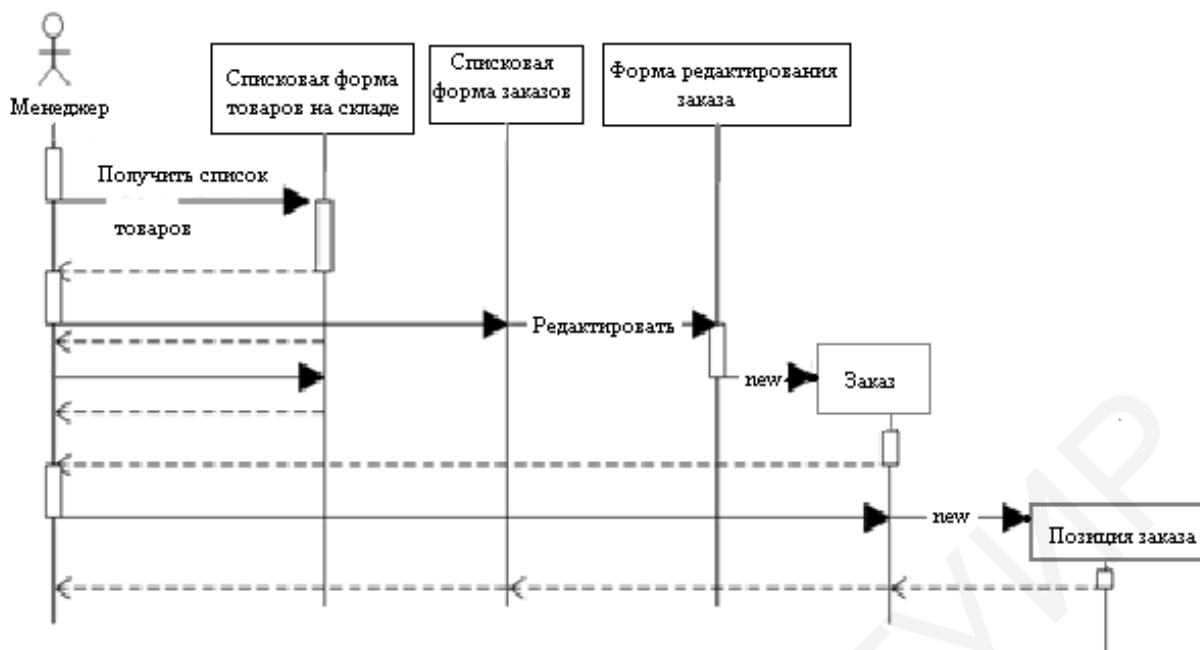 Менеджер
Списковая форма
товаров на складе
Списковая
форма заказов
Форма редактирования
заказа
Получить список
товаров
Редактировать
new
Заказ
new
Позиция заказа
ГУИР